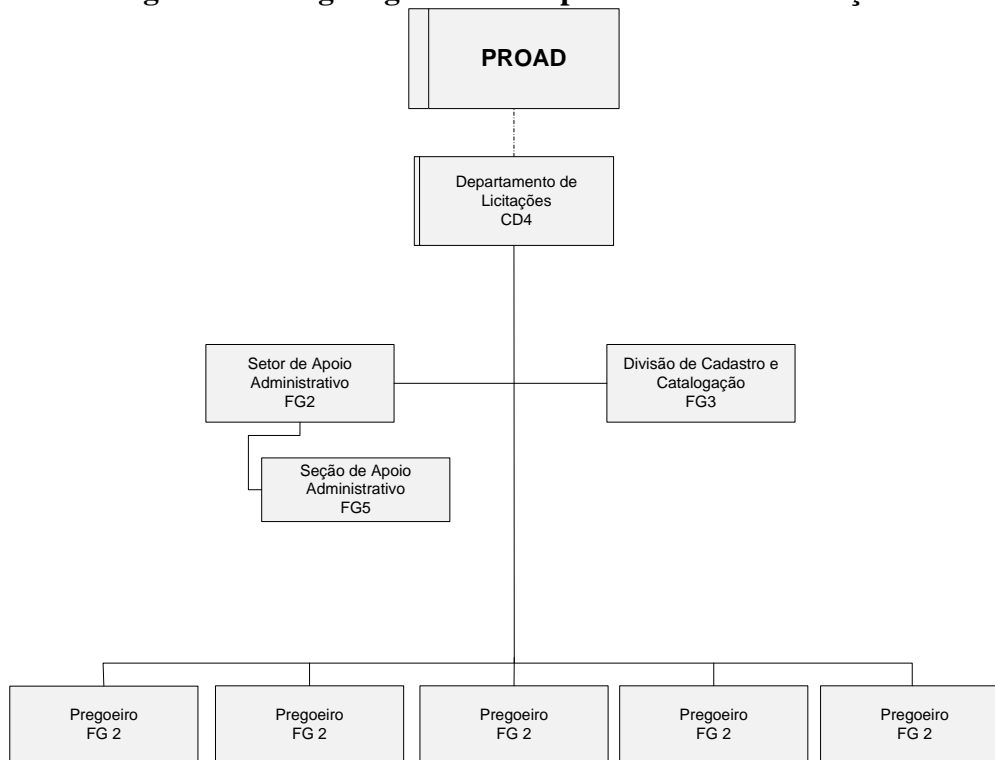 PROAD
Departamento de
Licitações
CD4
Setor de Apoio
Administrativo
FG2
Divisão de Cadastro e
Catalogação
FG3
Seção de Apoio
Administrativo
FG5
Pregoeiro
FG 2
Pregoeiro
FG 2
Pregoeiro
FG 2
Pregoeiro
FG 2
Pregoeiro
FG 2